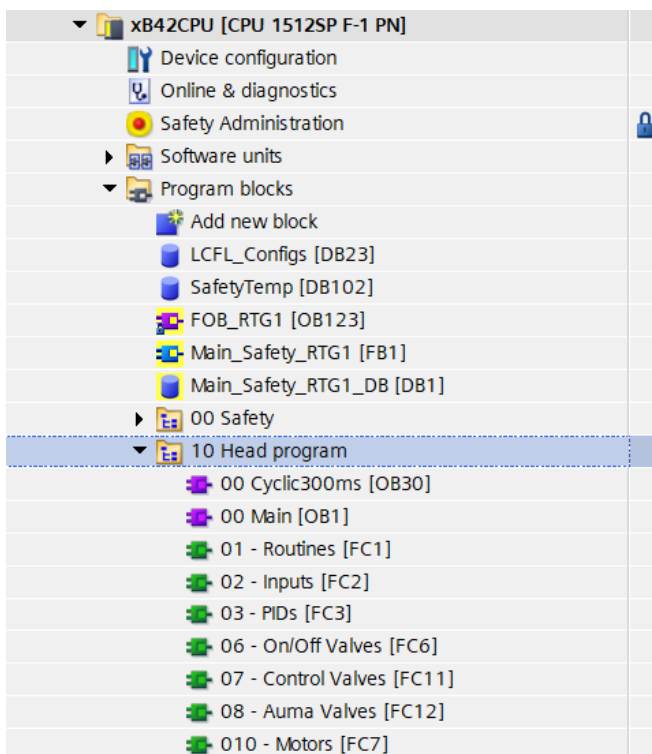 xB42CPU [CPU 1512SP F-1 PN]
Device configuration
Online & diagnostics
Safety Administration
Software units
Program blocks
Add new block
LCFL_Configs [DB23]
SafetyTemp [DB102]
FOB_RTG1 [OB123]
Main_Safety_RTG1 [FB1]
Main_Safety_RTG1_DB [DB1]
00 Safety
10 Head program
00 Cyclic300ms [OB30]
00 Main [OB1]
01 - Routines [FC1]
02 - Inputs [FC2]
03 - PIDs [FC3]
06 - On/Off Valves [FC6]
07 - Control Valves [FC11]
08 - Auma Valves [FC12]
010 - Motors [FC7]